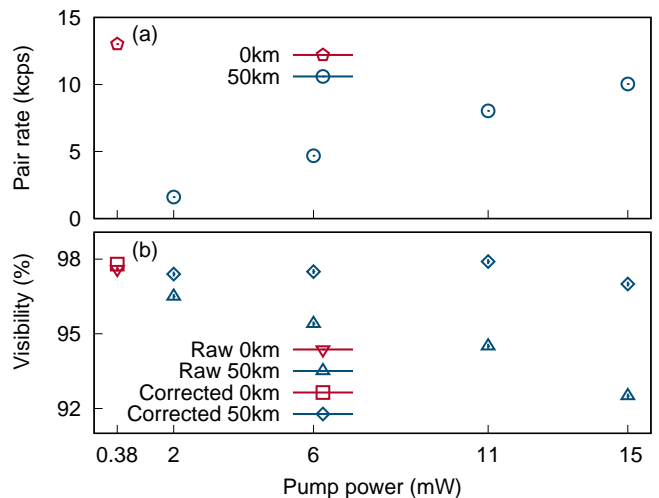 15
(a)
0km
50km
10
5
0
Pair rate (kcps)
98
(b)
95
92
Visibility (%)
Raw 0km
Raw 50km
Corrected 0km
Corrected 50km
0.38 2 6 11 15
Pump power (mW)